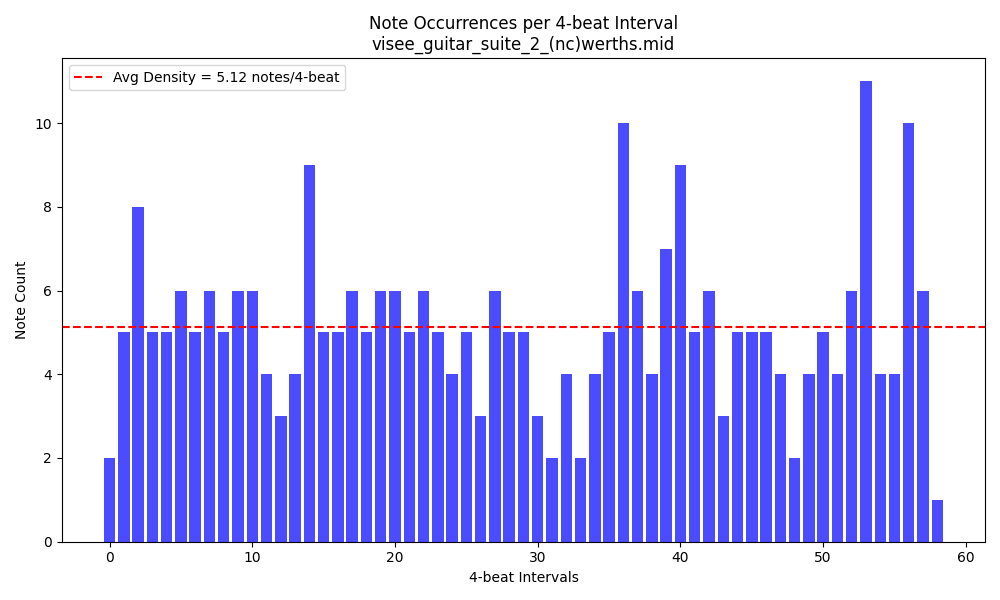 Note Occurrences per 4-beat Interval
visee_guitar_suite_2_(nc)werths.mid
Avg Density = 5.12 notes/4-beat
Note Count
10
8
6
4
2
0
0
10
20
30
40
50
60
4-beat Intervals